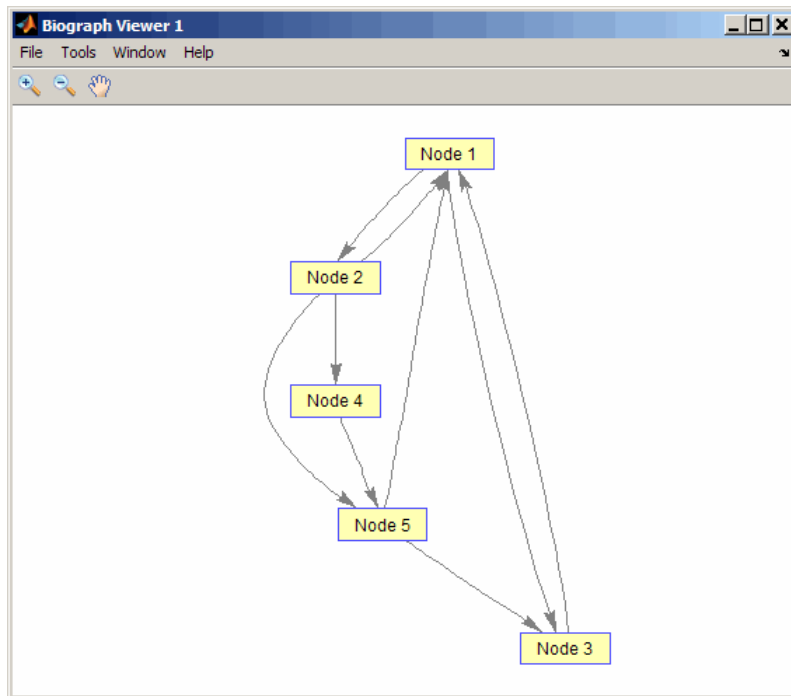 Biograph Viewer 1
File Tools Window Help
Node 1
Node 2
Node 4
Node 5
Node 3